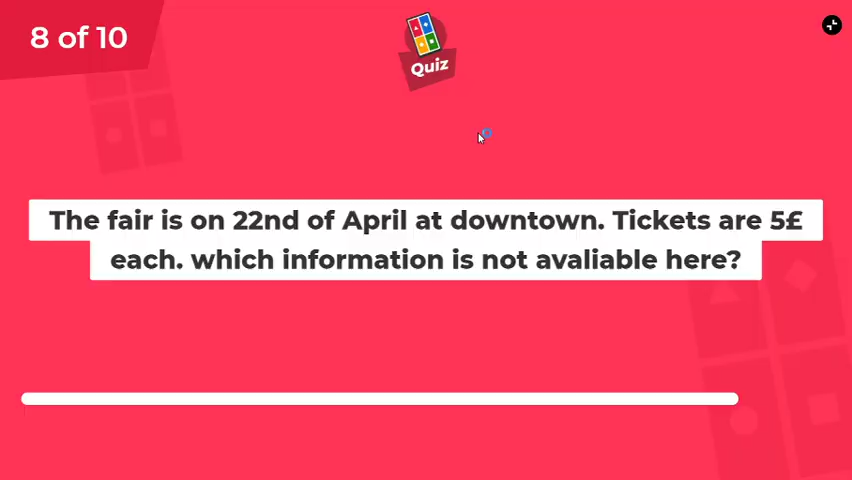 8 of 10
Quiz
The fair is on 22nd of April at downtown. Tickets are 5£
each. which information is not avaliable here?